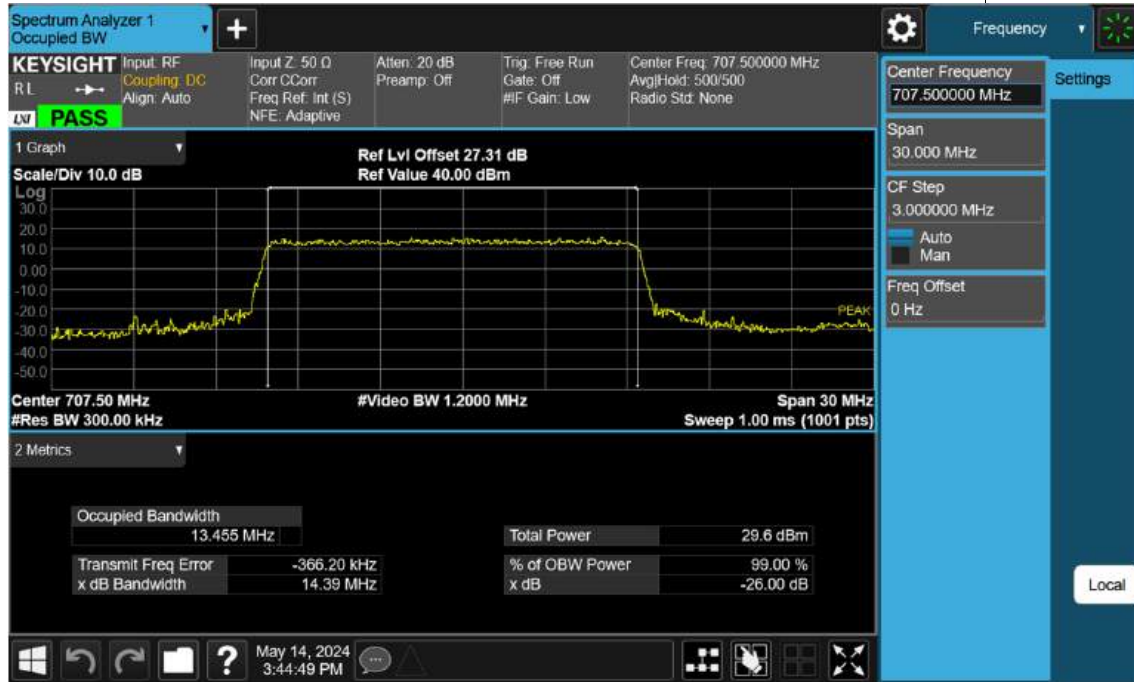 Spectrum Analyzer 1
Occupied BW
+
Frequency
KEYSIGHT
RL
LXI PASS
Input: RF
Coupling: DC
Align: Auto
Input Z: 50 Ω
Corr CCorr
Freq Ref: Int (S)
NFE: Adaptive
Atten: 20 dB
Preamp: Off
Trig: Free Run
Gate: Off
#IF Gain: Low
Center Freq: 707.500000 MHz
Avg|Hold: 500/500
Radio Std: None
1 Graph
Scale/Div 10.0 dB
Ref Lvl Offset 27.31 dB
Ref Value 40.00 dBm
Log
30.0
20.0
10.0
0.00
-10.0
-20.0
-30.0
-40.0
-50.0
PEAK
Center 707.50 MHz
#Video BW 1.2000 MHz
Span 30 MHz
#Res BW 300.00 kHz
Sweep 1.00 ms (1001 pts)
2 Metrics
Occupied Bandwidth
13.455 MHz
Total Power 29.6 dBm
Transmit Freq Error -366.20 kHz
% of OBW Power 99.00 %
x dB Bandwidth 14.39 MHz
x dB -26.00 dB
?
May 14, 2024
3:44:49 PM
Center Frequency
707.500000 MHz
Settings
Span
30.000 MHz
CF Step
3.000000 MHz
Auto
Man
Freq Offset
0 Hz
Local